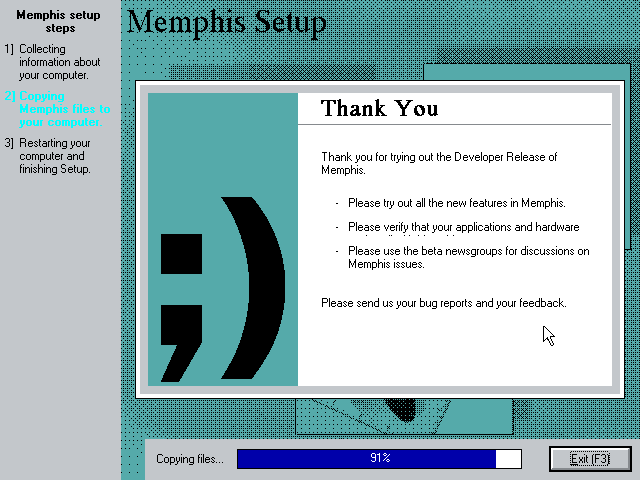 Memphis setup
steps
1] Collecting
information about
your computer.
2] Copying
Memphis files to
your computer.
3] Restarting your
computer and
finishing Setup.
Memphis Setup
;)
Thank You
Thank you for trying out the Developer Release of
Memphis.
- Please try out all the new features in Memphis.
- Please verify that your applications and hardware
- Please use the beta newsgroups for discussions on
Memphis issues.
Please send us your bug reports and your feedback.
Copying files...
91%
Exit (F3)